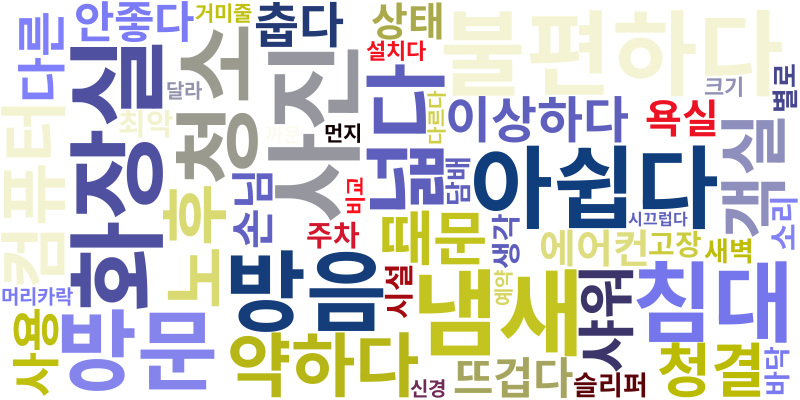 안좋다
거미줄
춥다
상태
불편하다
다른
화장실
청소
달라
사진
설치다
넓다
다르다
이상하다
욕실
크기
별로
컴퓨터
최악
먼지
담배
아쉽다
객실
노후
손님
비교
주차
때문
생각
시끄럽다
소리
에어컨
고장
새벽
머리카락
방음
시설
냄새
예약
샤워
침대
사용
방문
약하다
신경
뜨겁다
슬리퍼
청결
바닥